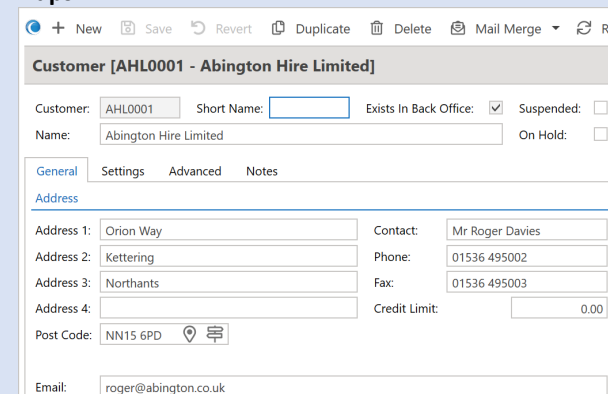 New Save Revert Duplicate Delete Mail Merge
Customer [AHL0001 - Abington Hire Limited]
Customer: AHL0001 Short Name: Exists In Back Office: Suspended:
Name: Abington Hire Limited On Hold:
General Settings Advanced Notes
Address
Address 1: Orion Way Contact: Mr Roger Davies
Address 2: Kettering Phone: 01536 495002
Address 3: Northants Fax: 01536 495003
Address 4: Credit Limit: 0.00
Post Code: NN15 6PD
Email: roger@abington.co.uk